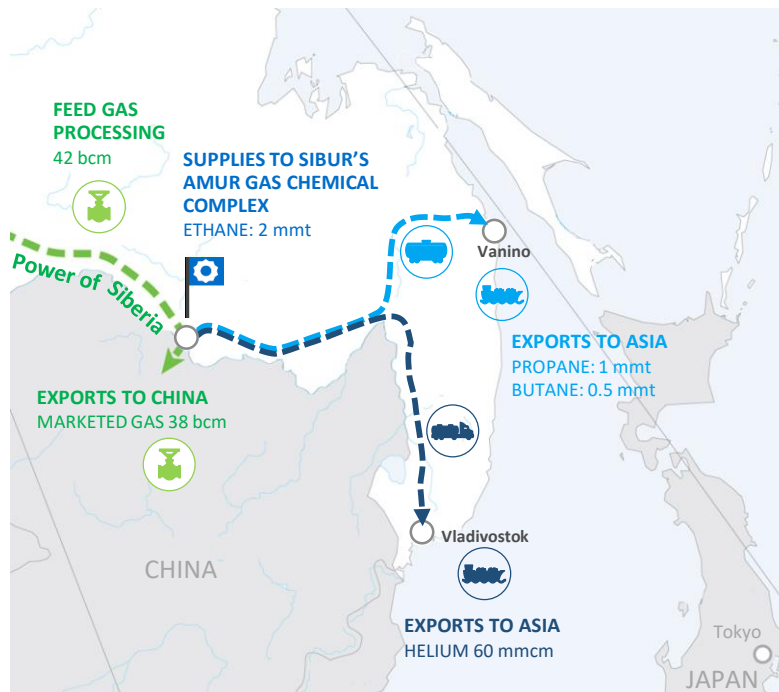 FEED GAS
PROCESSING
42 bcm
SUPPLIES TO SIBUR'S
AMUR GAS CHEMICAL
COMPLEX
ETHANE: 2 mmt
Power of Siberia
Vanino
EXPORTS TO ASIA
PROPANE: 1 mmt
BUTANE: 0.5 mmt
EXPORTS TO CHINA
MARKETED GAS 38 bcm
Vladivostok
CHINA
EXPORTS TO ASIA
HELIUM 60 mmcm
Tokyo
JAPAN